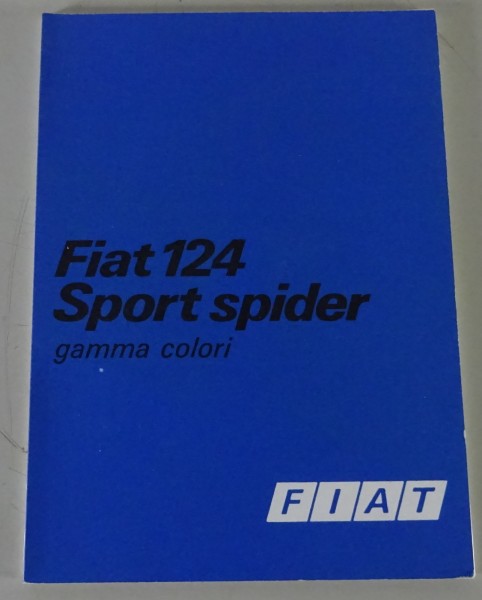 Fiat 124
Sport spider
gamma colori
FIAT